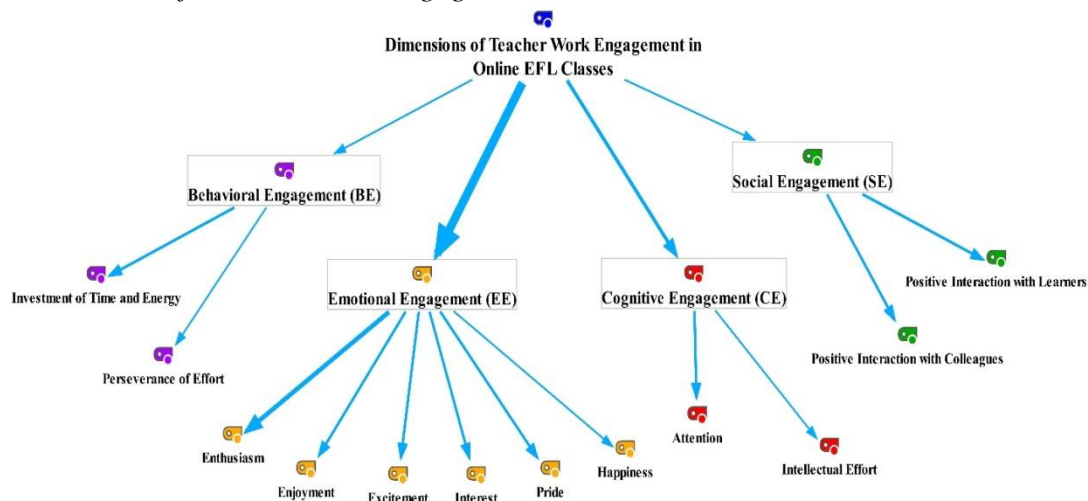 Dimensions of Teacher Work Engagement in
Online EFL Classes
Behavioral Engagement (BE)
Social Engagement (SE)
Investment of Time and Energy
Emotional Engagement (EE)
Cognitive Engagement (CE)
Positive Interaction with Learners
Perseverance of Effort
Positive Interaction with Colleagues
Enthusiasm
Enjoyment
Excitement
Interest
Pride
Happiness
Attention
Intellectual Effort